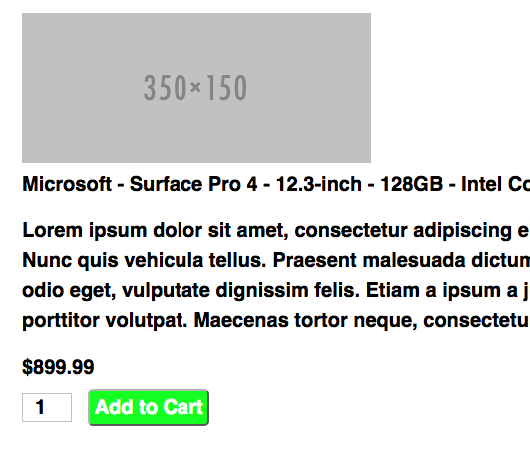 350×150
Microsoft - Surface Pro 4 - 12.3-inch - 128GB - Intel
Lorem ipsum dolor sit amet, consectetur adipiscing
Nunc quis vehicula tellus. Praesent malesuada dictum
odio eget, vulputate dignissim felis. Etiam a ipsum a
porttitor volutpat. Maecenas tortor neque,
$899.99
1 Add to Cart